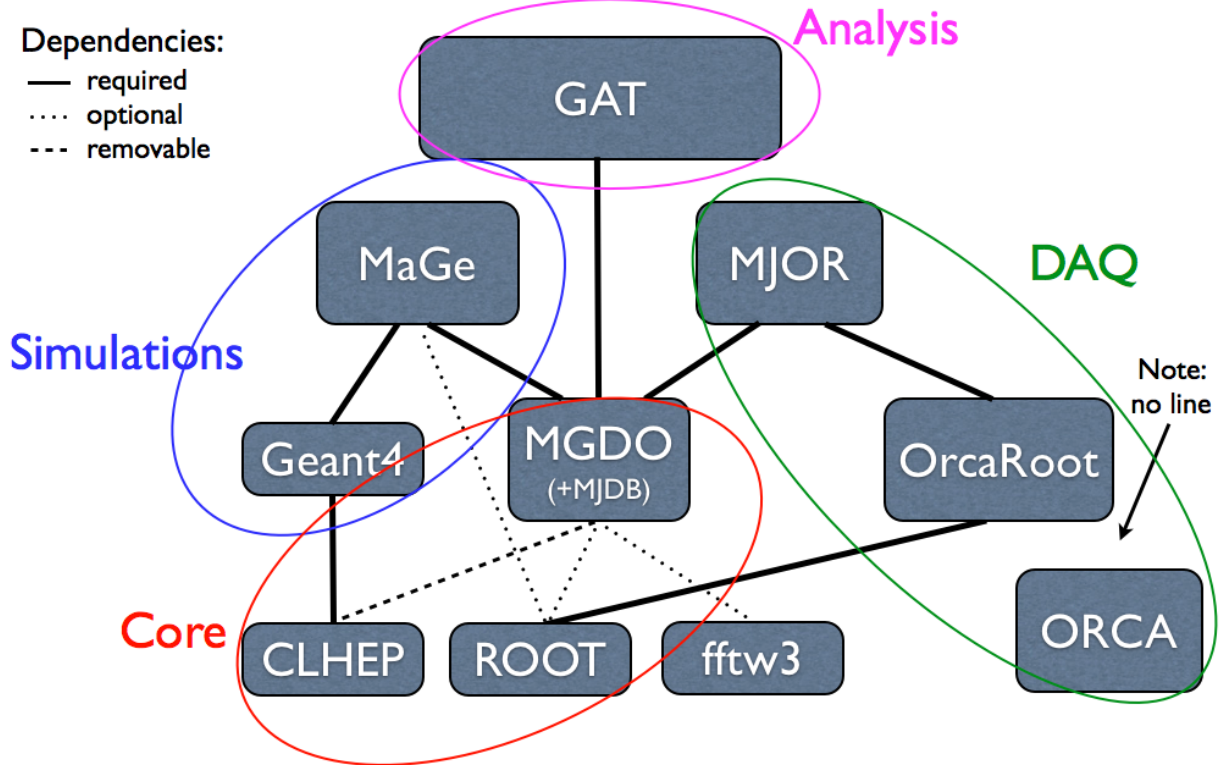 Dependencies:
required
optional
removable
Analysis
GAT
MaGe
MJOR
DAQ
Simulations
Note:
no line
Geant4
MGDO
(+MJDB)
OrcaRoot
Core
CLHEP
ROOT
fftw3
ORCA